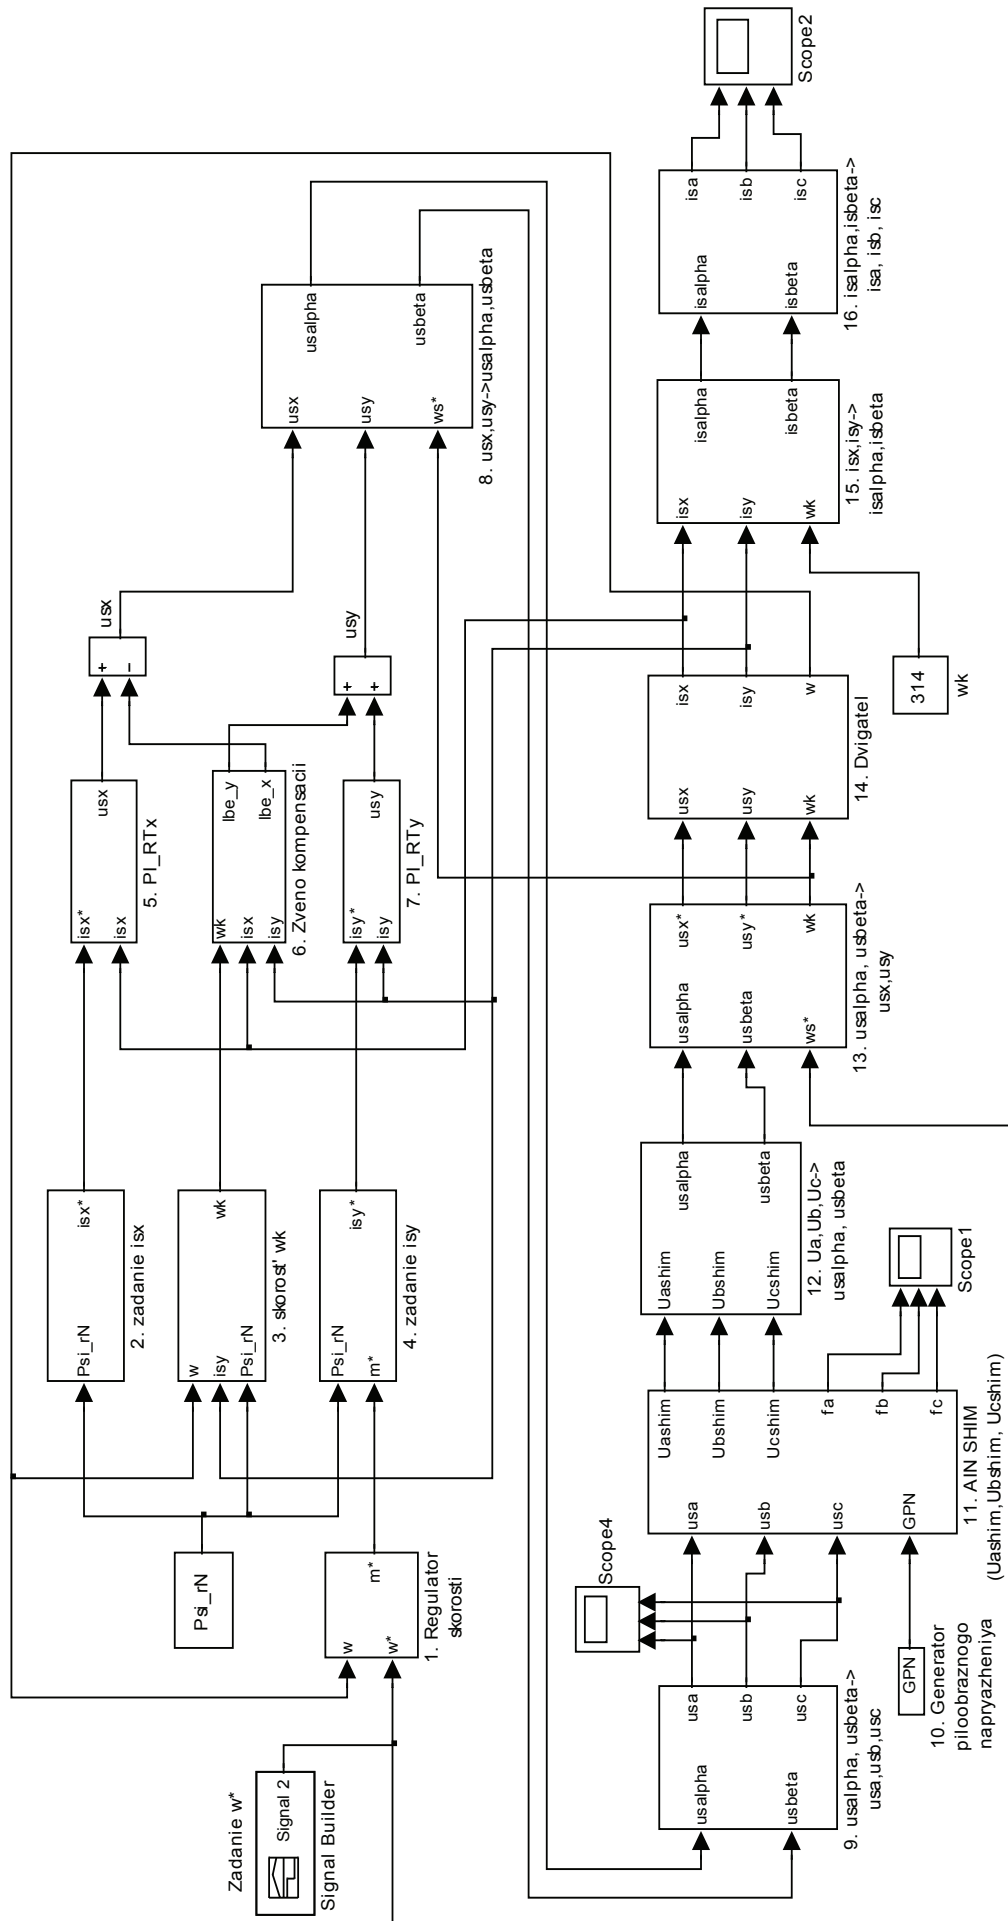 Zadanie w*
Signal 2
Signal Builder
Psi_rN
w
w*
m*
1. Regulator
skorosti
Psi_rN
isx*
2. zadanie isx
w
isy
Psi_rN
wk
3. skorost' wk
Psi_rN
m*
isy*
4. zadanie isy
isx*
isx
usx
5. PI_RTx
wk
isx
isy
Ibe_y
Ibe_x
6. Zveno kompensacii
isy*
isy
usy
7. PI_RTy
+
−
usx
+
+
usy
usx
usy
ws*
usalpha
usbeta
8. usx,usy->usalpha,usbeta
usalpha
usbeta
usa
usb
usc
9. usalpha, usbeta->
usa,usb,usc
Scope4
GPN
10. Generator
piloobraznogo
napryazheniya
usa
usb
usc
GPN
Uashim
Ubshim
Ucshim
fa
fb
fc
11. AIN SHIM
(Uashim,Ubshim, Ucshim)
Scope1
Uashim
Ubshim
Ucshim
usalpha
usbeta
12. Ua,Ub,Uc->
usalpha, usbeta
usalpha
usbeta
ws*
usx*
usy*
wk
13. usalpha, usbeta->
usx,usy
usx
usy
wk
isx
isy
w
14. Dvigatel
314
wk
isx
isy
wk
isalpha
isbeta
15. isx,isy->
isalpha,isbeta
isalpha
isbeta
isa
isb
isc
16. isalpha,isbeta->
isa, isb, isc
Scope2